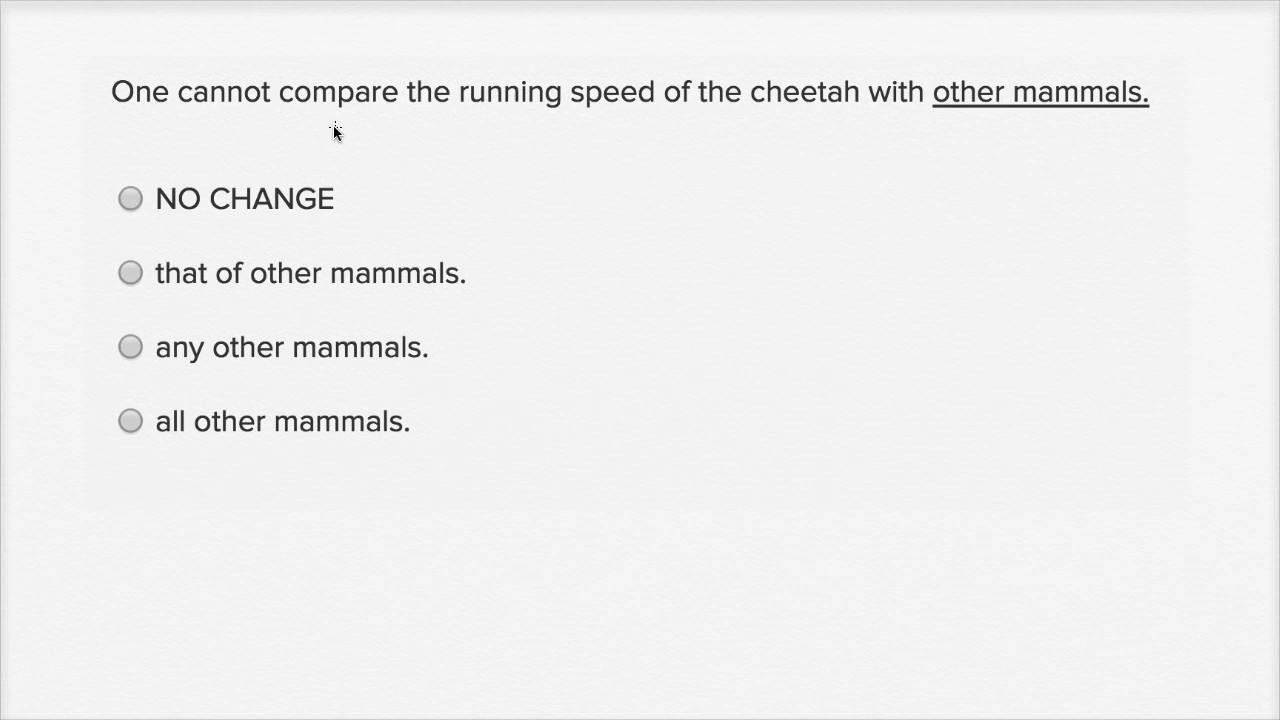 One cannot compare the running speed of the cheetah with other mammals.
NO CHANGE
that of other mammals.
any other mammals.
all other mammals.